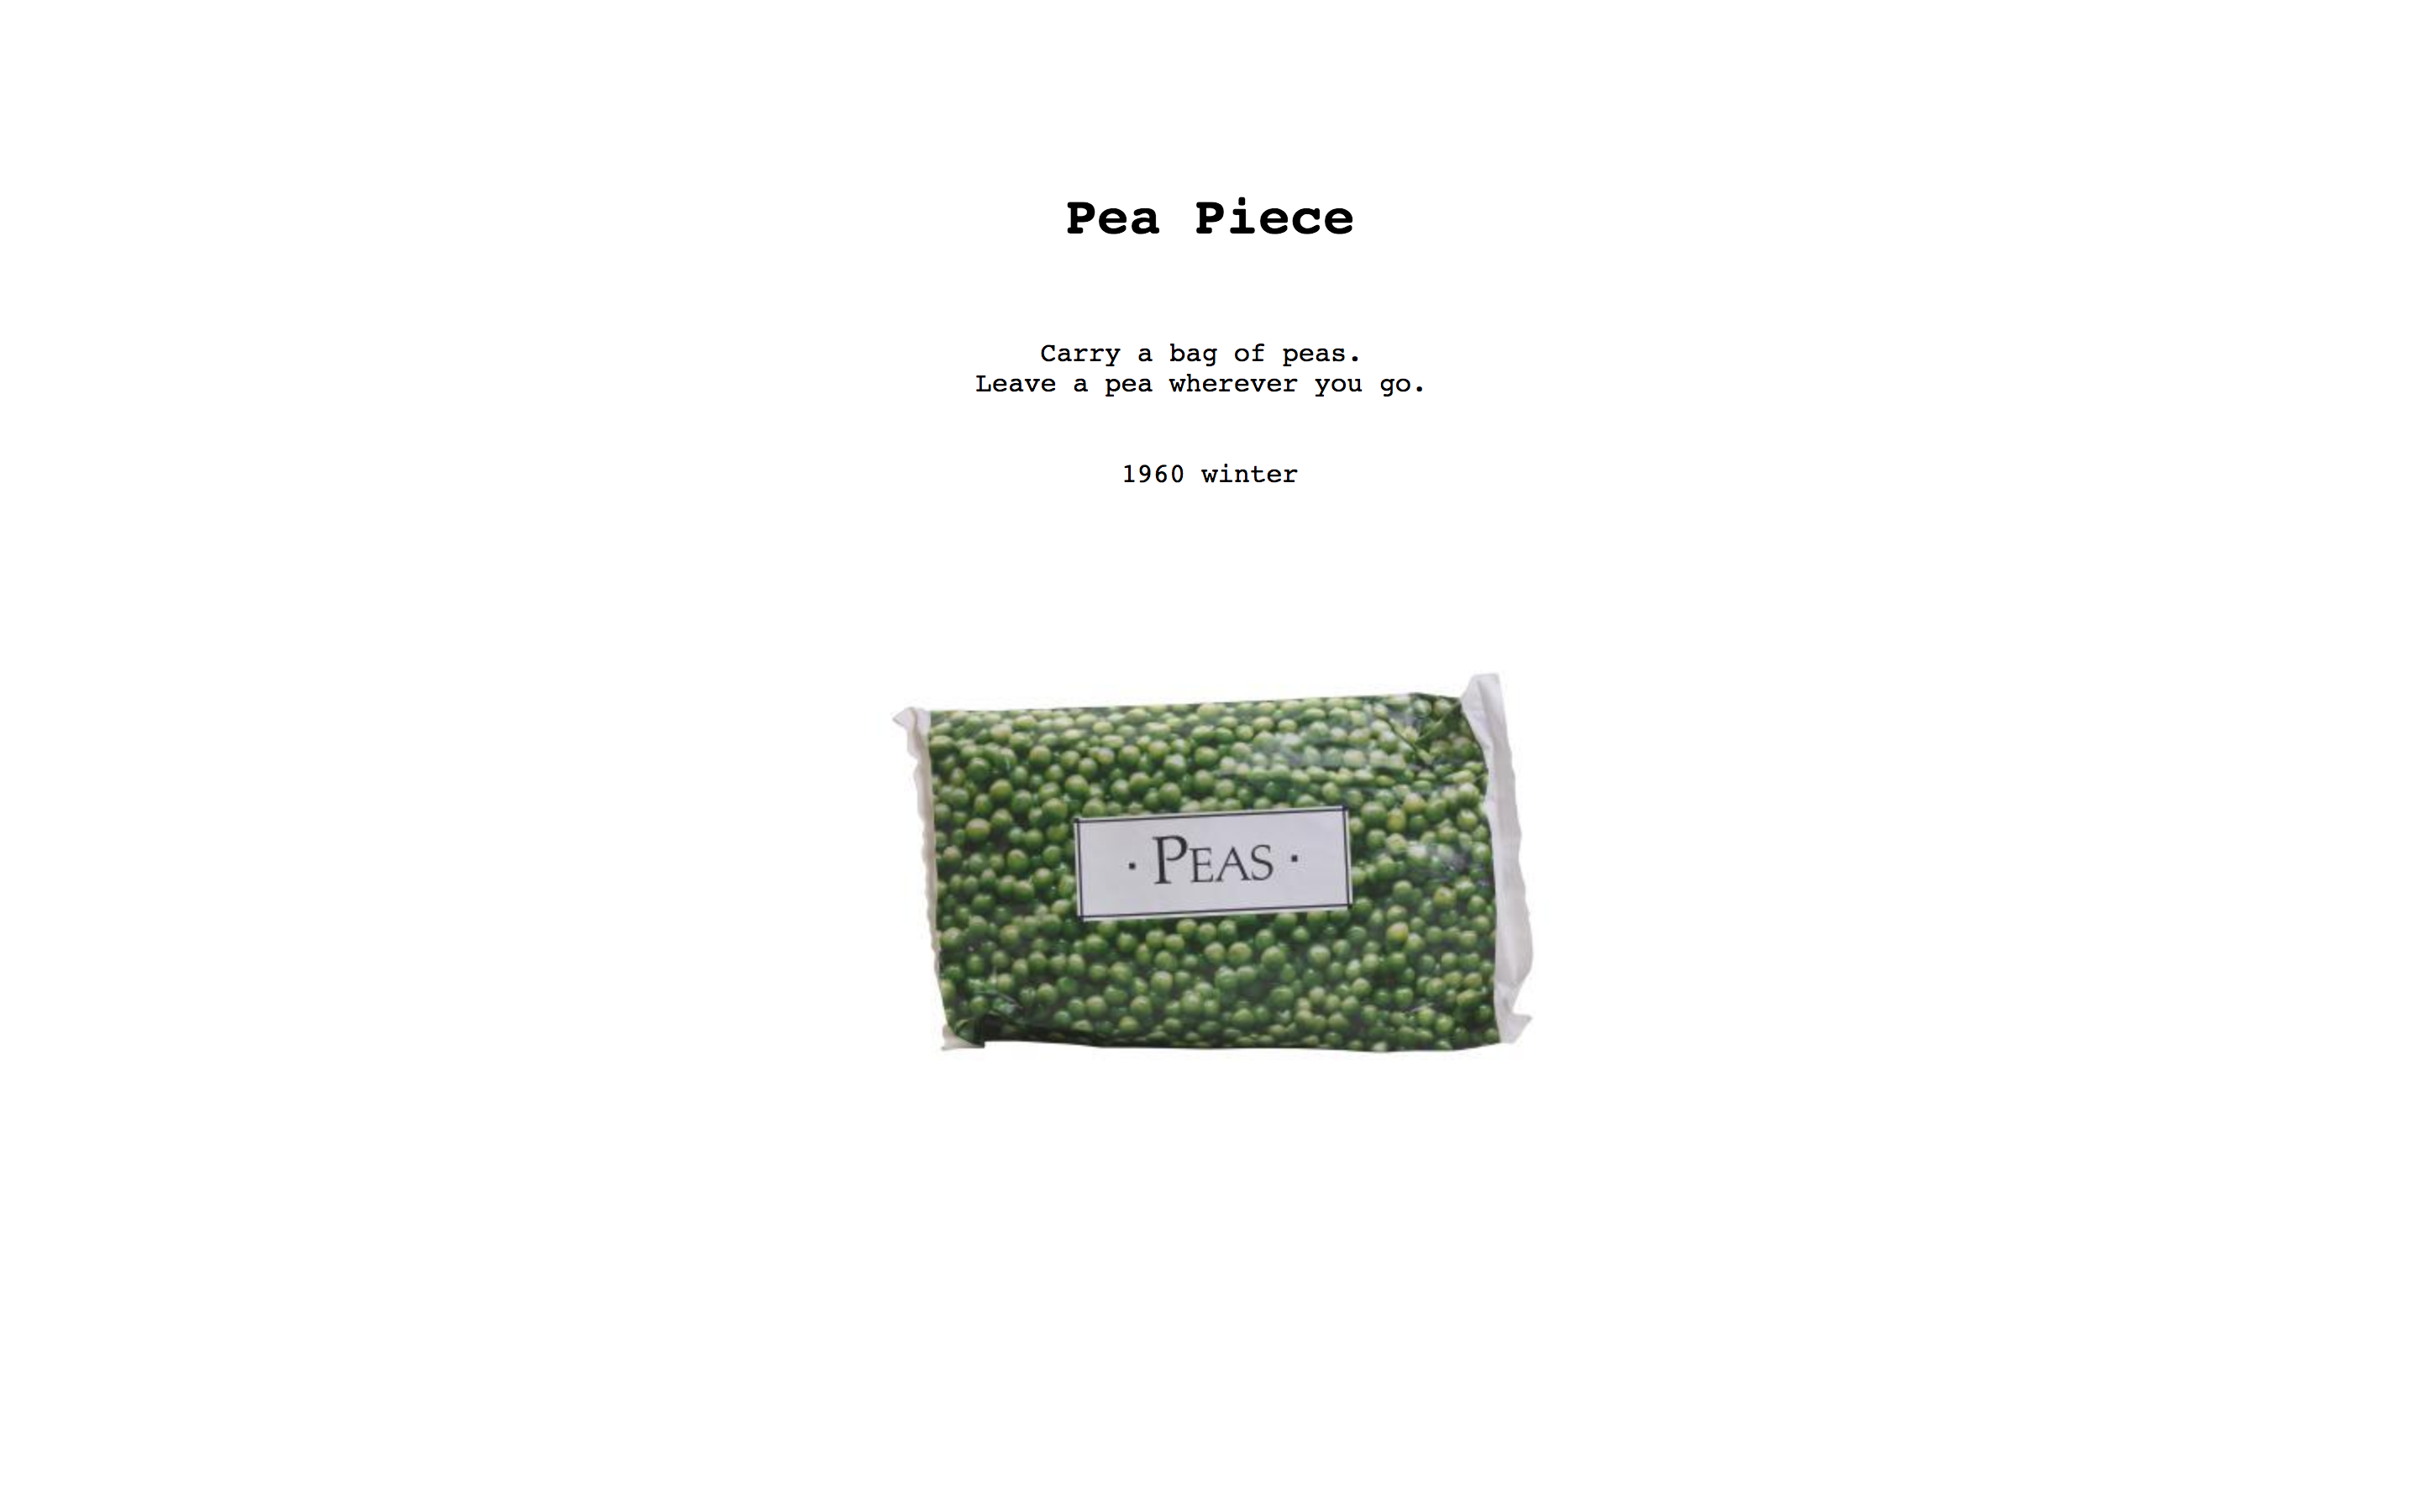 Pea Piece
Carry a bag of peas.
Leave a pea wherever you go.
1960 winter
· PEAS ·